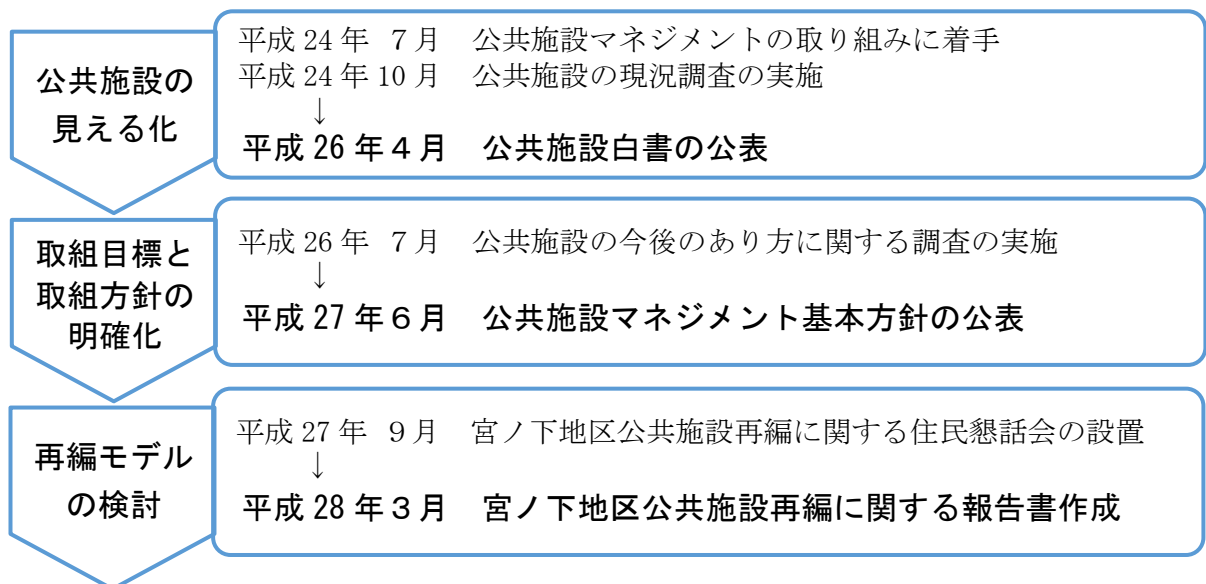 公共施設の
見える化
平成 24 年 7 月 公共施設マネジメントの取り組みに着手
平成 24 年 10 月 公共施設の現況調査の実施
↓
平成 26 年４月 公共施設白書の公表
取組目標と
取組方針の
明確化
平成 26 年 7 月 公共施設の今後のあり方に関する調査の実施
↓
平成 27 年６月 公共施設マネジメント基本方針の公表
再編モデル
の検討
平成 27 年 ９月 宮ノ下地区公共施設再編に関する住民懇話会の設置
↓
平成 28 年３月 宮ノ下地区公共施設再編に関する報告書作成